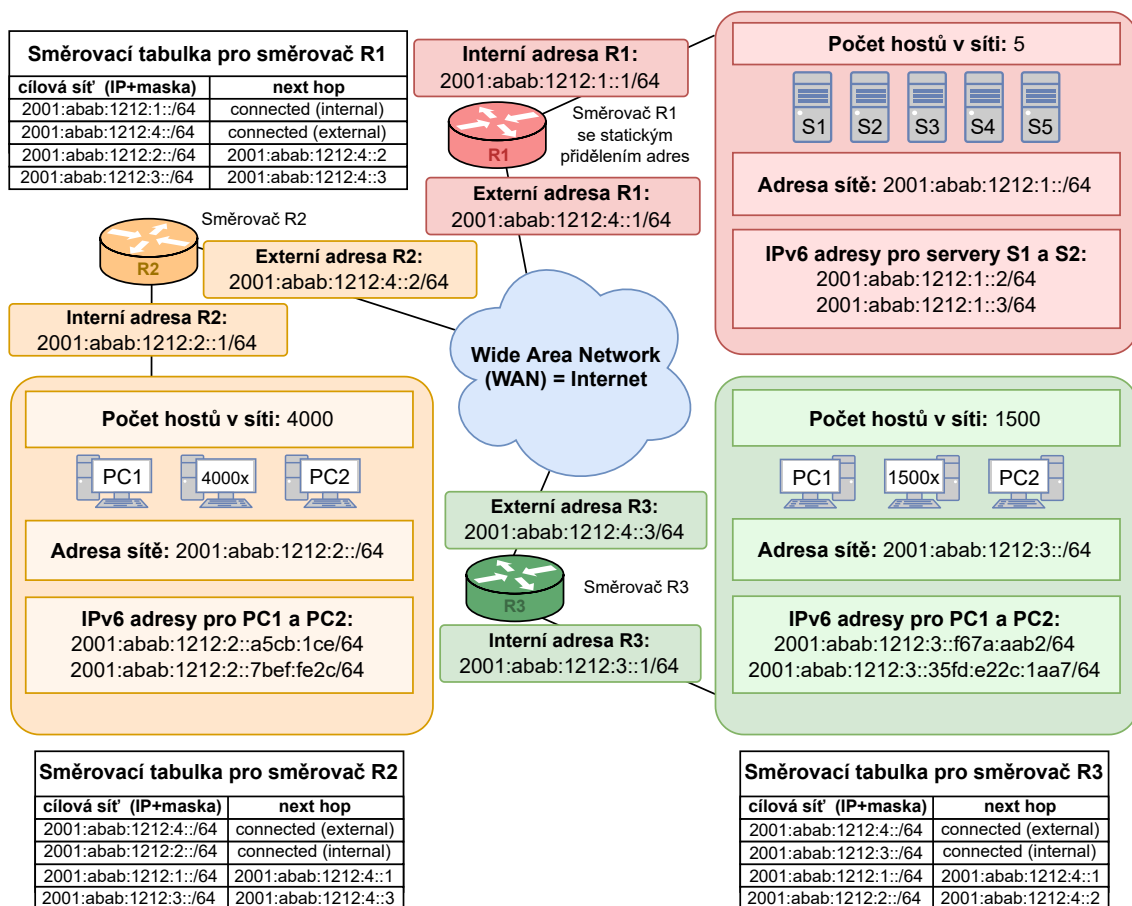 Směrovací tabulka pro směrovač R1
cílová síť (IP+maska) next hop
2001:abab:1212:1::/64 connected (internal)
2001:abab:1212:4::/64 connected (external)
2001:abab:1212:2::/64 2001:abab:1212:4::2
2001:abab:1212:3::/64 2001:abab:1212:4::3
Interní adresa R1:
2001:abab:1212:1::1/64
R1
Směrovač R1
se statickým
přidělením adres
Externí adresa R1:
2001:abab:1212:4::1/64
Počet hostů v síti: 5
S1 S2 S3 S4 S5
Adresa sítě: 2001:abab:1212:1::/64
IPv6 adresy pro servery S1 a S2:
2001:abab:1212:1::2/64
2001:abab:1212:1::3/64
Směrovač R2
R2
Externí adresa R2:
2001:abab:1212:4::2/64
Interní adresa R2:
2001:abab:1212:2::1/64
Wide Area Network
(WAN) = Internet
Počet hostů v síti: 4000
PC1 4000x PC2
Adresa sítě: 2001:abab:1212:2::/64
IPv6 adresy pro PC1 a PC2:
2001:abab:1212:2::a5cb:1ce/64
2001:abab:1212:2::7bef:fe2c/64
Externí adresa R3:
2001:abab:1212:4::3/64
R3
Směrovač R3
Interní adresa R3:
2001:abab:1212:3::1/64
Počet hostů v síti: 1500
PC1 1500x PC2
Adresa sítě: 2001:abab:1212:3::/64
IPv6 adresy pro PC1 a PC2:
2001:abab:1212:3::f67a:aab2/64
2001:abab:1212:3::35fd:e22c:1aa7/64
Směrovací tabulka pro směrovač R2
cílová síť (IP+maska) next hop
2001:abab:1212:4::/64 connected (external)
2001:abab:1212:2::/64 connected (internal)
2001:abab:1212:1::/64 2001:abab:1212:4::1
2001:abab:1212:3::/64 2001:abab:1212:4::3
Směrovací tabulka pro směrovač R3
cílová síť (IP+maska) next hop
2001:abab:1212:4::/64 connected (external)
2001:abab:1212:3::/64 connected (internal)
2001:abab:1212:1::/64 2001:abab:1212:4::1
2001:abab:1212:2::/64 2001:abab:1212:4::2